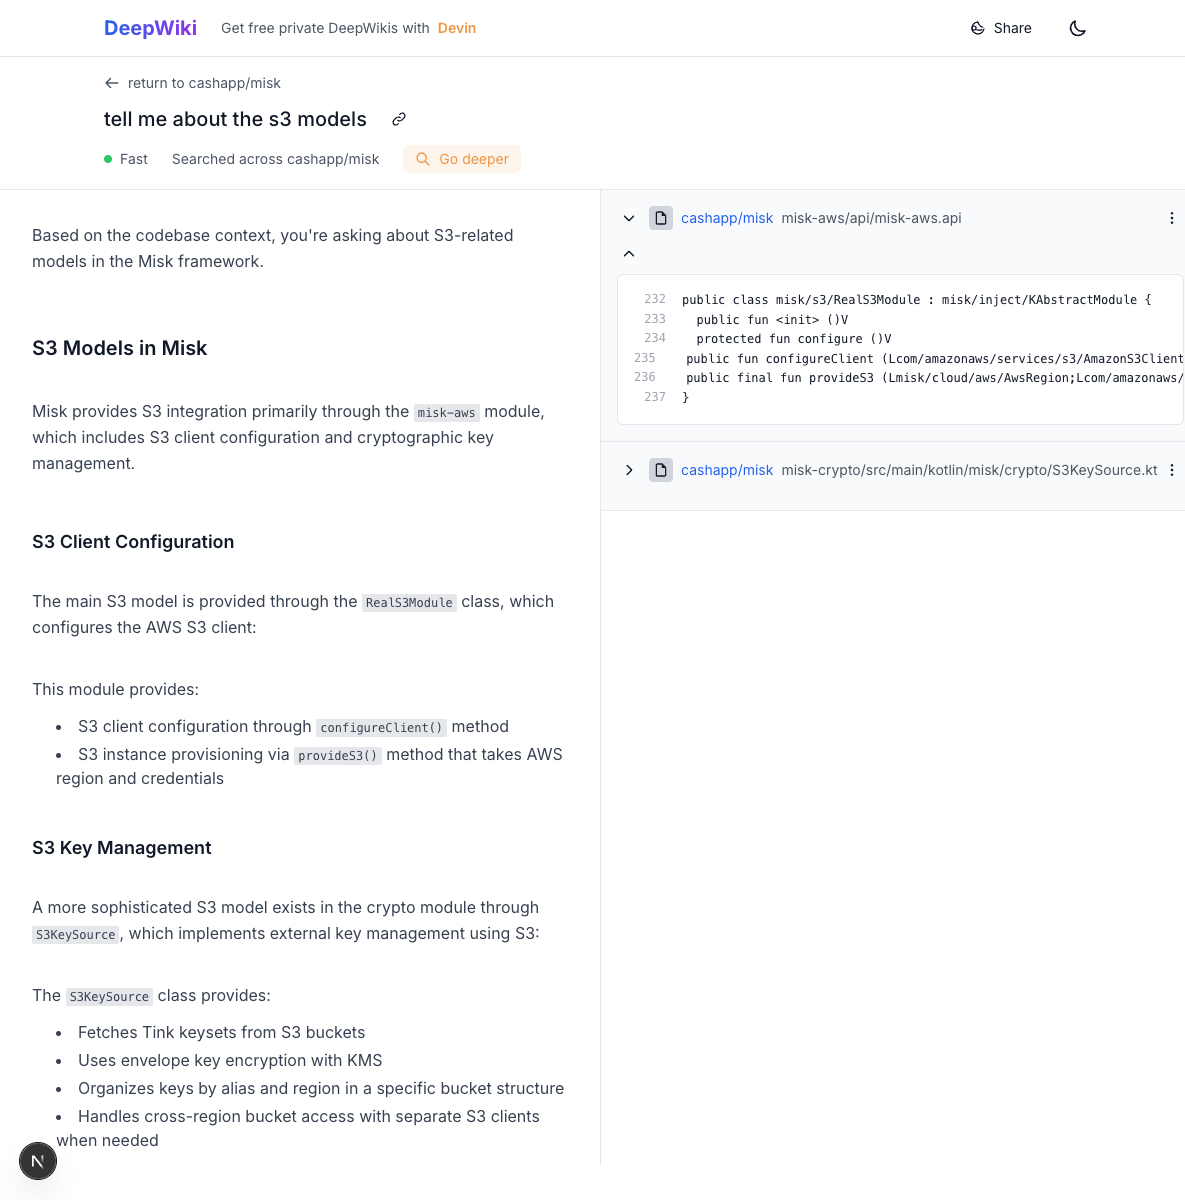 DeepWiki Get free private DeepWikis with Devin Share
return to cashapp/misk
tell me about the s3 models
Fast Searched across cashapp/misk Go deeper
Based on the codebase context, you're asking about S3-related
models in the Misk framework.
S3 Models in Misk
Misk provides S3 integration primarily through the misk-aws module,
which includes S3 client configuration and cryptographic key
management.
S3 Client Configuration
The main S3 model is provided through the RealS3Module class, which
configures the AWS S3 client:
This module provides:
• S3 client configuration through configureClient() method
• S3 instance provisioning via provideS3() method that takes AWS
region and credentials
S3 Key Management
A more sophisticated S3 model exists in the crypto module through
S3KeySource, which implements external key management using S3:
The S3KeySource class provides:
• Fetches Tink keysets from S3 buckets
• Uses envelope key encryption with KMS
• Organizes keys by alias and region in a specific bucket structure
• Handles cross-region bucket access with separate S3 clients
when needed
N
cashapp/misk misk-aws/api/misk-aws.api
232 public class misk/s3/RealS3Module : misk/inject/KAbstractModule {
233 public fun <init> ()V
234 protected fun configure ()V
235 public fun configureClient (Lcom/amazonaws/services/s3/AmazonS3Client
236 public final fun provideS3 (Lmisk/cloud/aws/AwsRegion;Lcom/amazonaws/
237 }
cashapp/misk misk-crypto/src/main/kotlin/misk/crypto/S3KeySource.kt